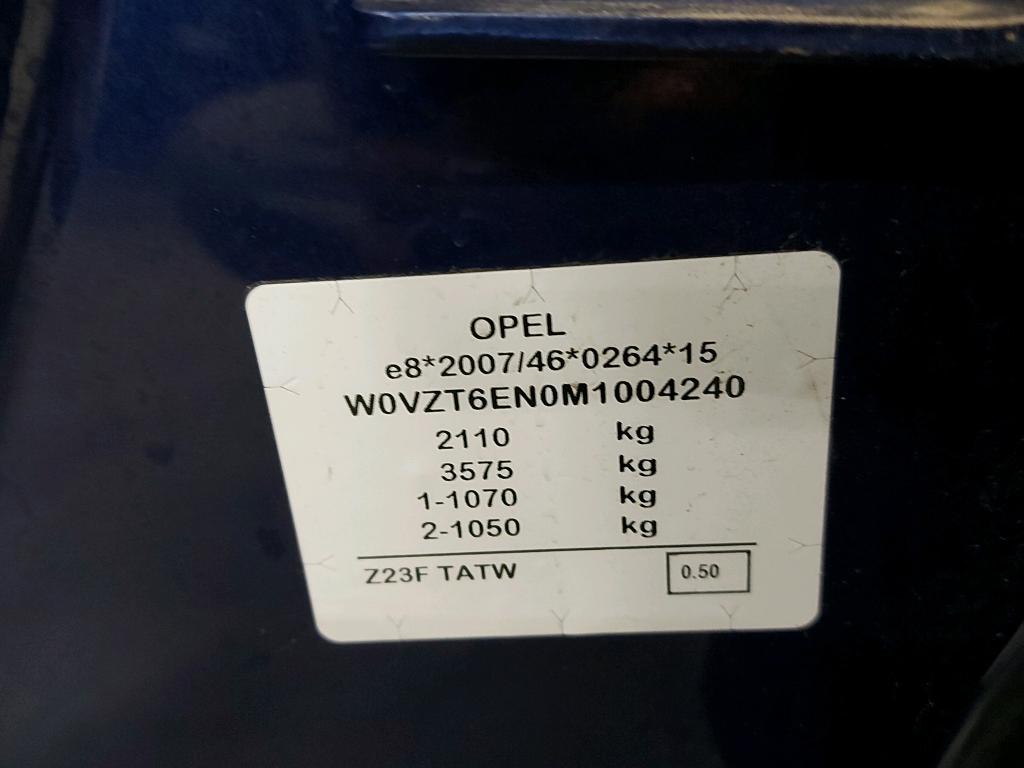 OPEL
e8*2007/46*0264*15
W0VZT6EN0M1004240
2110 kg
3575 kg
1-1070 kg
2-1050 kg
Z23F TATW 0.50